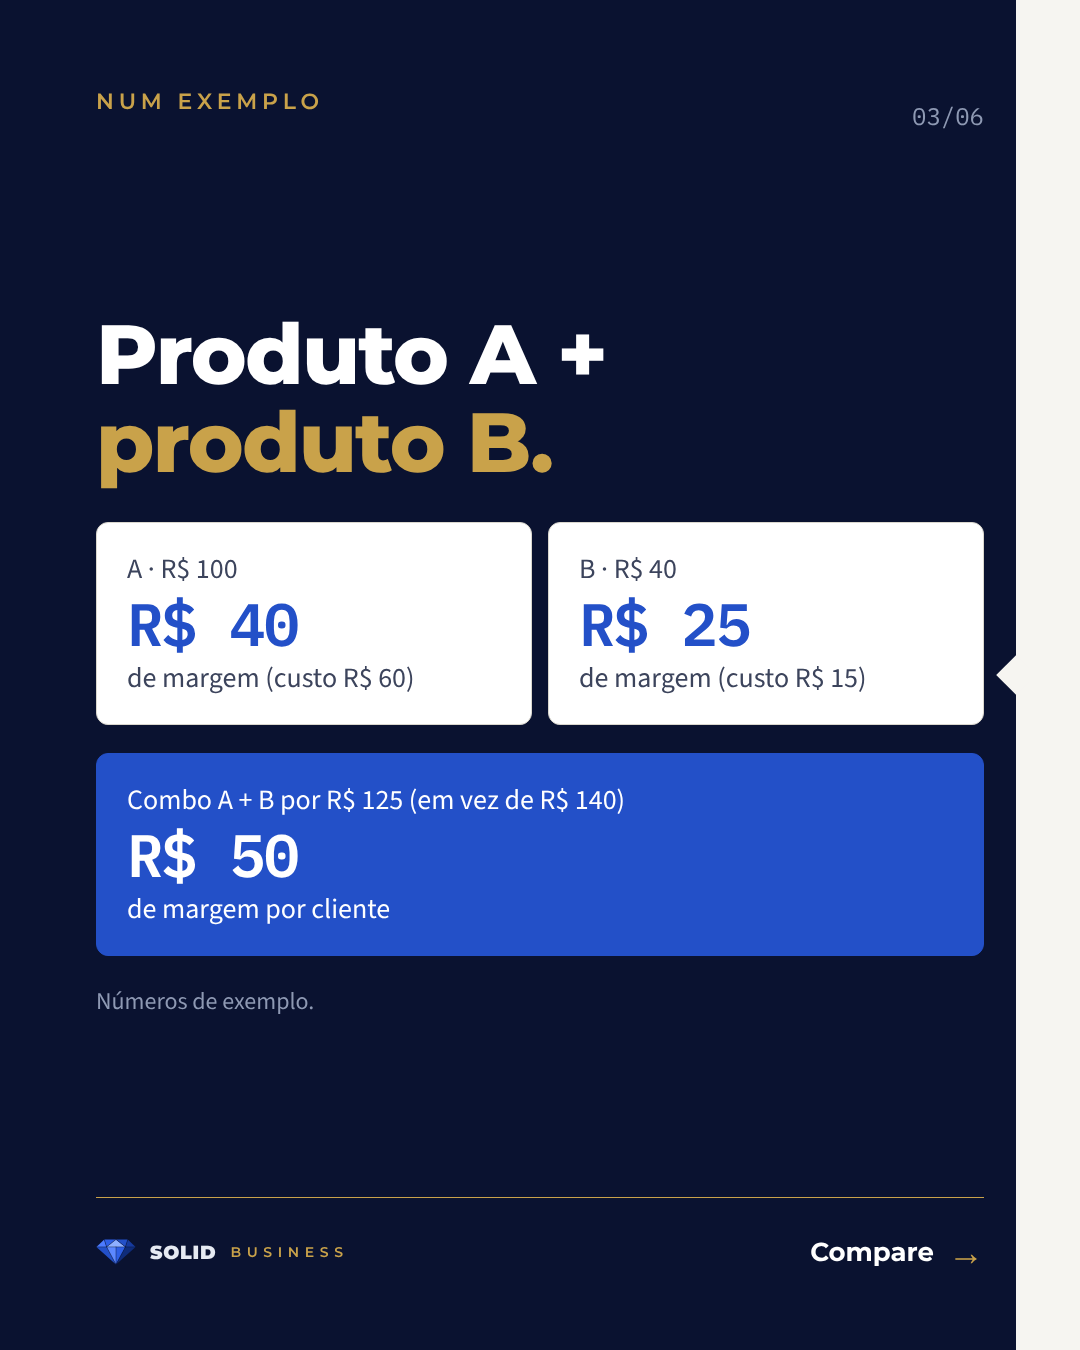 NUM EXEMPLO
03/06
Produto A +
produto B.
A · R$ 100
R$ 40
de margem (custo R$ 60)
B · R$ 40
R$ 25
de margem (custo R$ 15)
Combo A + B por R$ 125 (em vez de R$ 140)
R$ 50
de margem por cliente
Números de exemplo.
SOLID BUSINESS
Compare →